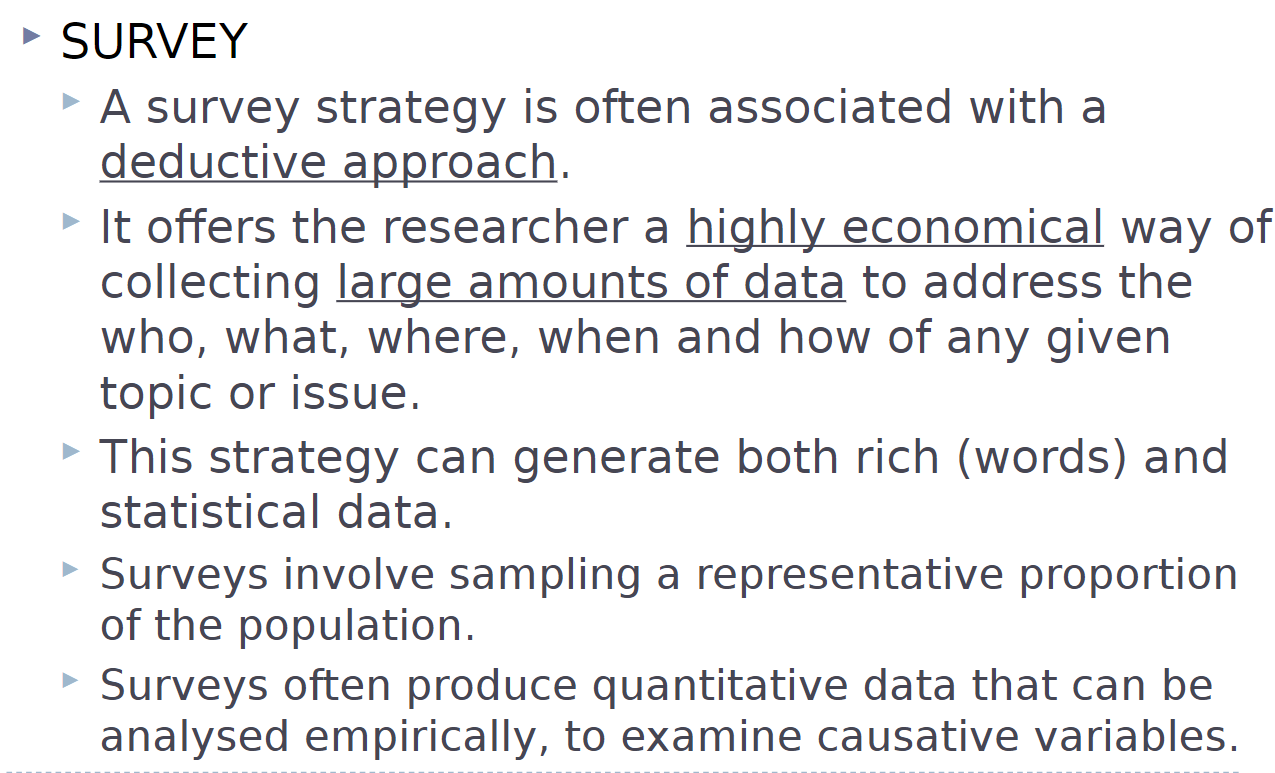 SURVEY
A survey strategy is often associated with a
deductive approach.
It offers the researcher a highly economical way of
collecting large amounts of data to address the
who, what, where, when and how of any given
topic or issue.
This strategy can generate both rich (words) and
statistical data.
Surveys involve sampling a representative proportion
of the population.
Surveys often produce quantitative data that can be
analysed empirically, to examine causative variables.